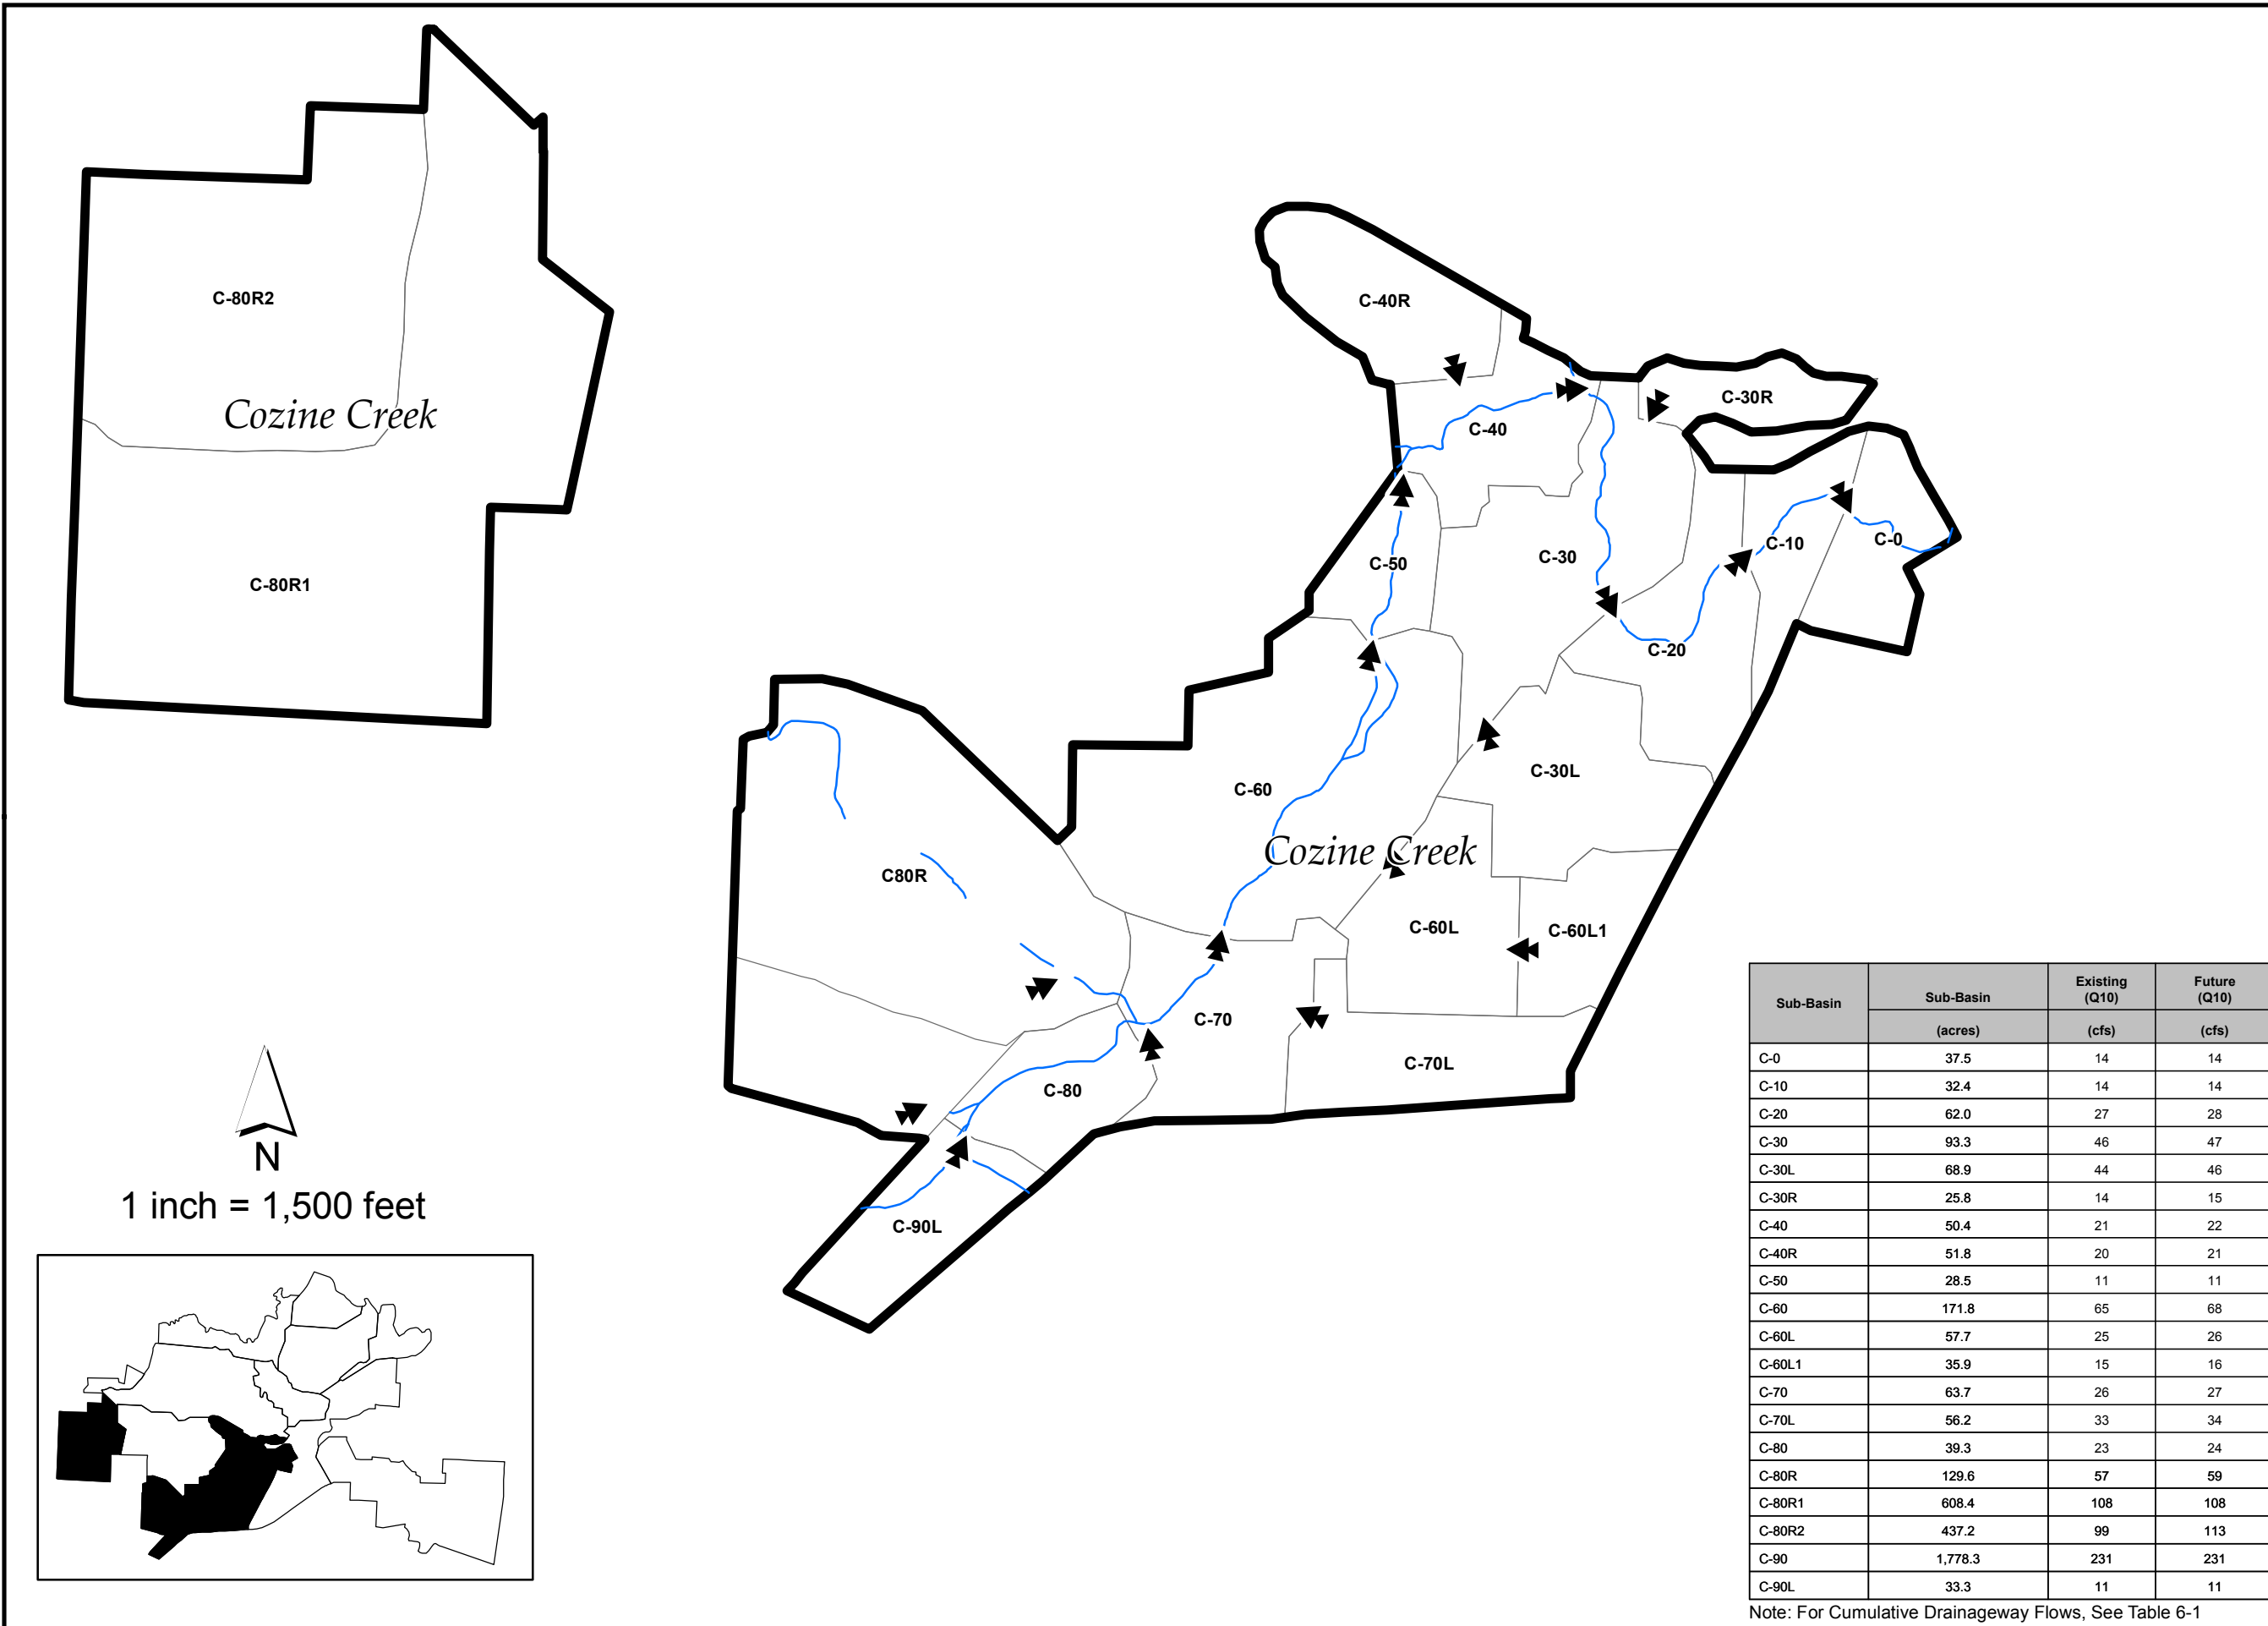 C-80R2
Cozine Creek
C-80R1
C-40R
C-30R
C-40
C-50
C-30
C-10
C-0
C-20
C-30L
C-60
Cozine Creek
C80R
C-60L
C-60L1
C-70
C-70L
C-80
C-90L
N
1 inch = 1,500 feet
Sub-Basin Sub-Basin Existing (Q10) Future (Q10)
(acres) (cfs) (cfs)
C-0 37.5 14 14
C-10 32.4 14 14
C-20 62.0 27 28
C-30 93.3 46 47
C-30L 68.9 44 46
C-30R 25.8 14 15
C-40 50.4 21 22
C-40R 51.8 20 21
C-50 28.5 11 11
C-60 171.8 65 68
C-60L 57.7 25 26
C-60L1 35.9 15 16
C-70 63.7 26 27
C-70L 56.2 33 34
C-80 39.3 23 24
C-80R 129.6 57 59
C-80R1 608.4 108 108
C-80R2 437.2 99 113
C-90 1,778.3 231 231
C-90L 33.3 11 11
Note: For Cumulative Drainageway Flows, See Table 6-1